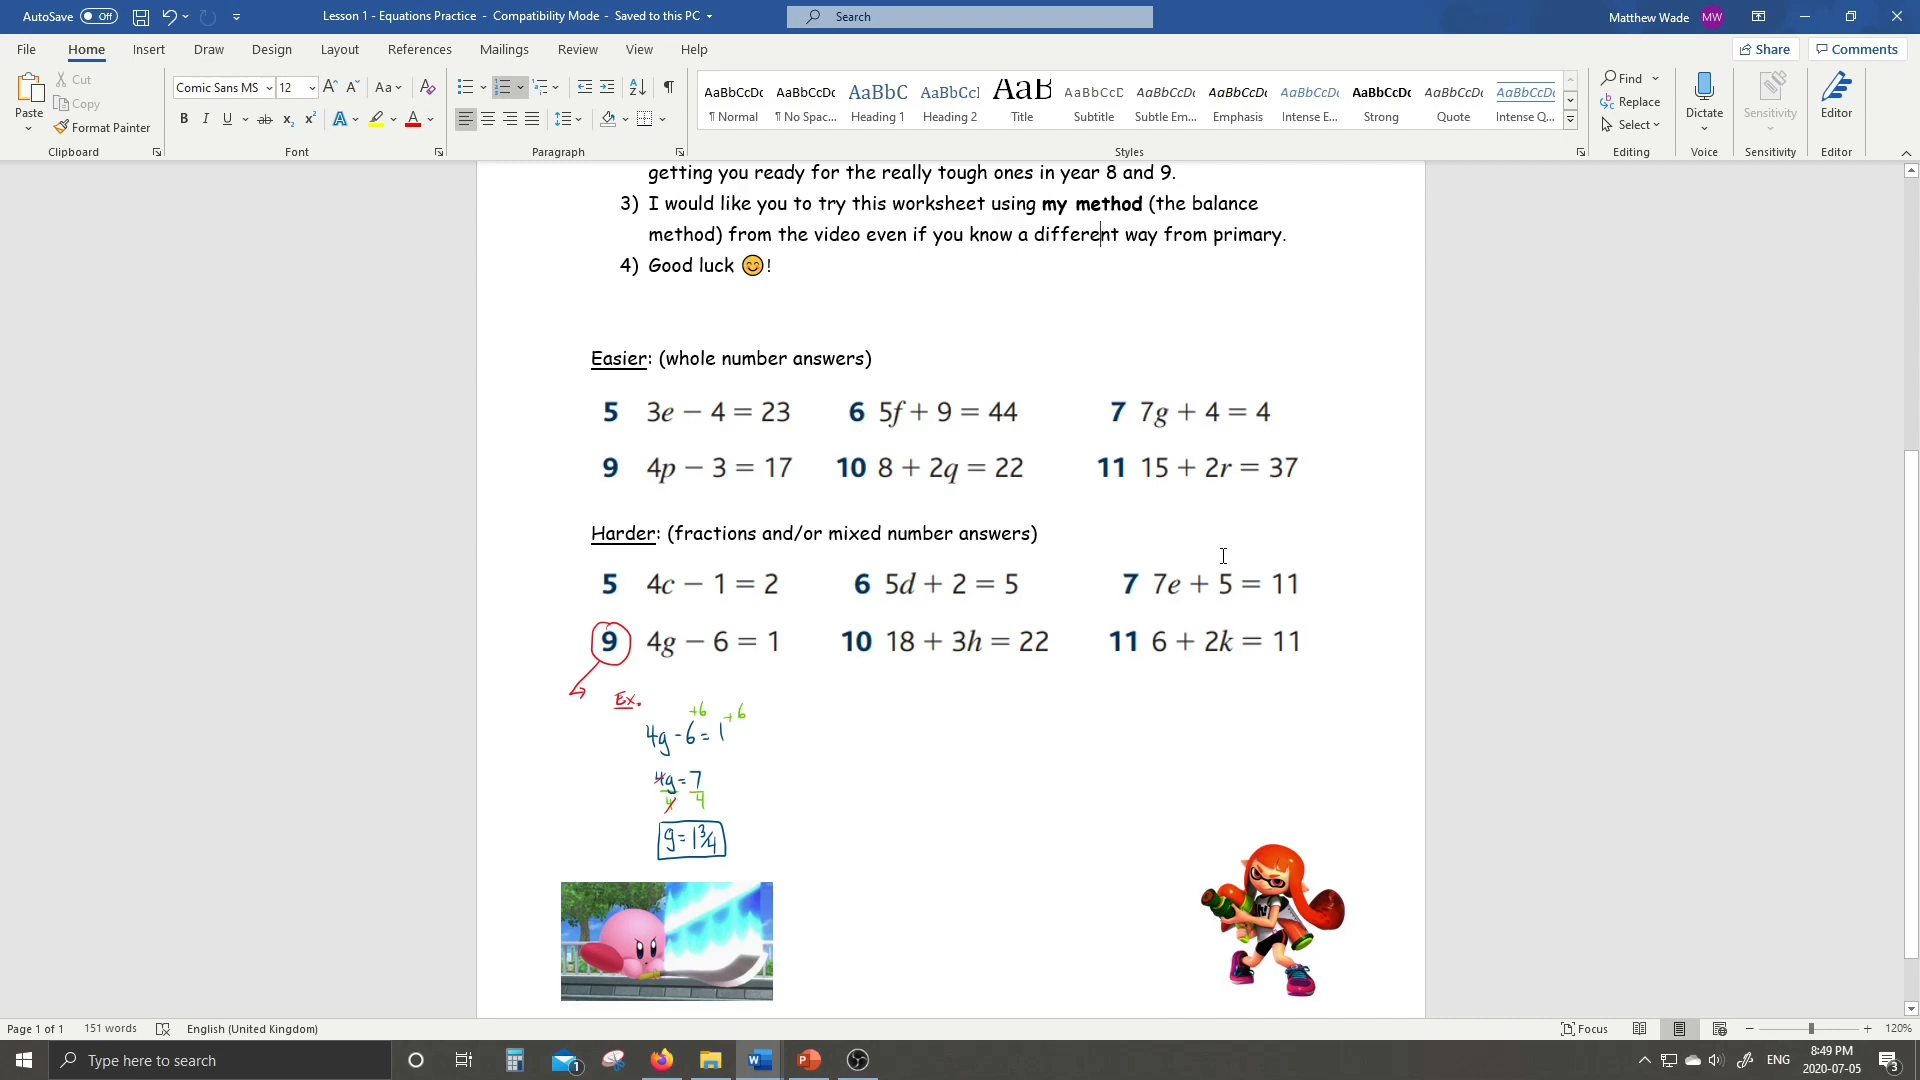 AutoSave Off
Lesson 1 - Equations Practice - Compatibility Mode - Saved to this PC
Search
Matthew Wade MW
File Home Insert Draw Design Layout References Mailings Review View Help
Share Comments
Paste
Cut
Copy
Format Painter
Clipboard
Comic Sans MS 12
Font
Paragraph
AaBbCcDc AaBbCcDc AaBbC AaBbCcI AaB AaBbCcD AaBbCcDc AaBbCcDc AaBbCcDc AaBbCcDc AaBbCcDc AaBbCcDc
¶ Normal ¶ No Spac... Heading 1 Heading 2 Title Subtitle Subtle Em... Emphasis Intense E... Strong Quote Intense Q...
Styles
Find
Replace
Select
Editing
Dictate
Voice
Sensitivity
Sensitivity
Editor
Editor
getting you ready for the really tough ones in year 8 and 9.
3) I would like you to try this worksheet using my method (the balance
method) from the video even if you know a different way from primary.
4) Good luck 😊!
Easier: (whole number answers)
5 3e − 4 = 23 6 5f + 9 = 44 7 7g + 4 = 4
9 4p − 3 = 17 10 8 + 2q = 22 11 15 + 2r = 37
Harder: (fractions and/or mixed number answers)
5 4c − 1 = 2 6 5d + 2 = 5 7 7e + 5 = 11
9 4g − 6 = 1 10 18 + 3h = 22 11 6 + 2k = 11
Ex.
+6 +6
4g - 6 = 1
4g = 7
4 4
g = 1 3/4
Page 1 of 1 151 words English (United Kingdom)
Focus 120%
Type here to search
1
ENG
8:49 PM
2020-07-05
3